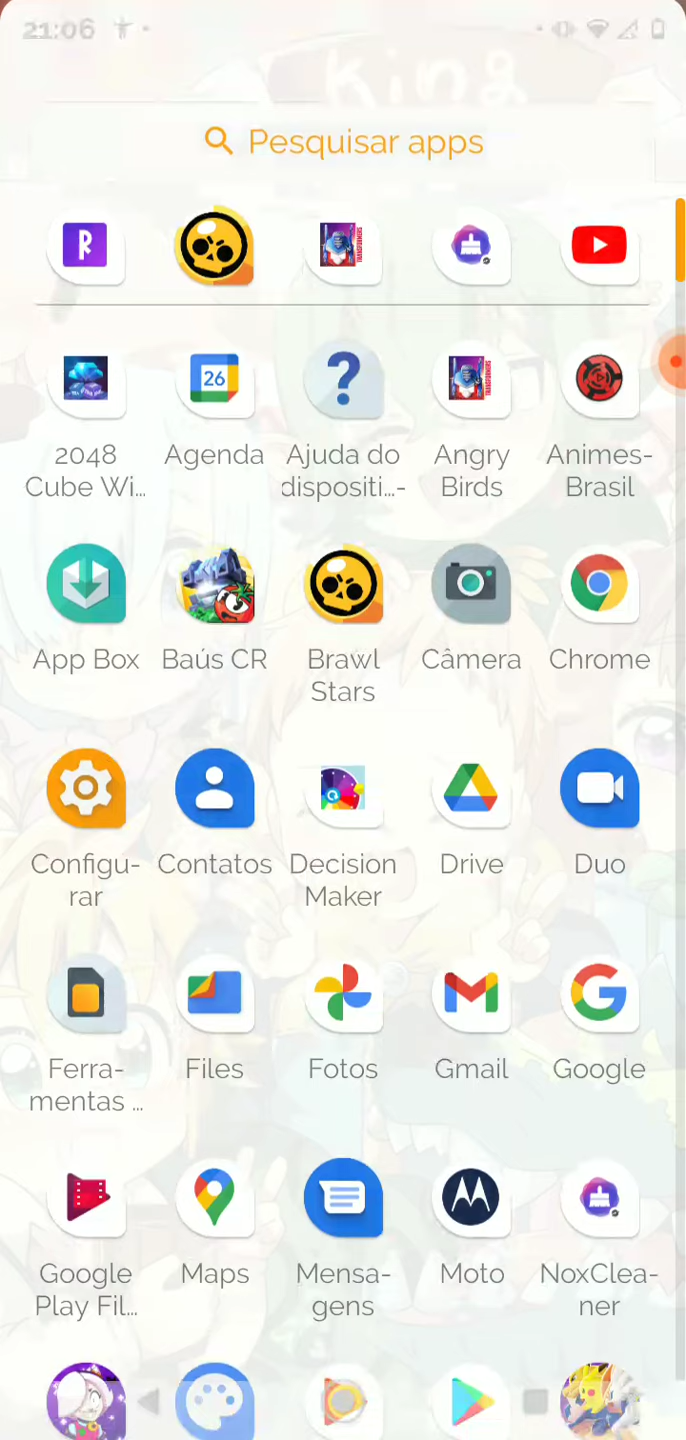 21:06
King
Pesquisar apps
2048
Cube Wi...
Agenda
26
Ajuda do
dispositi...-
Angry
Birds
Animes-
Brasil
App Box
Baús CR
Brawl
Stars
Câmera
Chrome
Configu-
rar
Contatos
Decision
Maker
Drive
Duo
Ferra-
mentas ...
Files
Fotos
Gmail
Google
Google
Play Fil...
Maps
Mensa-
gens
Moto
NoxClea-
ner